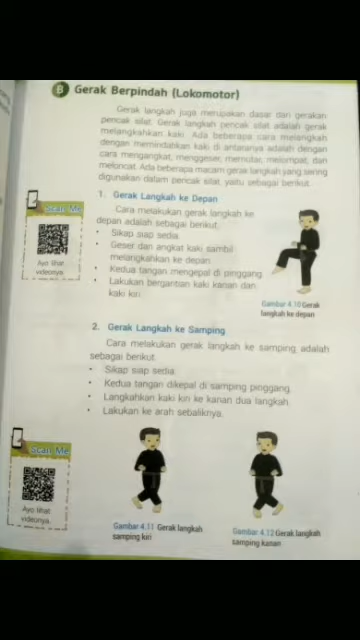 B Gerak Berpindah (Lokomotor)
Gerak langkah juga merupakan dasar dari gerakan
pencak silat. Gerak langkah pencak silat adalah gerak
melangkahkan kaki. Ada beberapa cara melangkah
dengan memindahkan kaki di antaranya adalah dengan
cara mengangkat, menggeser, memutar, melompat, dan
meloncat. Ada beberapa macam gerak langkah yang sering
digunakan dalam pencak silat, yaitu sebagai berikut.
1. Gerak Langkah ke Depan
Cara melakukan gerak langkah ke
depan adalah sebagai berikut.
• Sikap siap sedia.
• Geser dan angkat kaki sambil
melangkahkan ke depan.
• Kedua tangan mengepal di pinggang.
• Lakukan bergantian kaki kanan dan
kaki kiri.
Scan Me
Ayo lihat
videonya.
Gambar 4.10 Gerak
langkah ke depan
2. Gerak Langkah ke Samping
Cara melakukan gerak langkah ke samping adalah
sebagai berikut.
• Sikap siap sedia.
• Kedua tangan dikepal di samping pinggang.
• Langkahkan kaki kiri ke kanan dua langkah.
• Lakukan ke arah sebaliknya.
Scan Me
Ayo lihat
videonya.
Gambar 4.11 Gerak langkah
samping kiri
Gambar 4.12 Gerak langkah
samping kanan